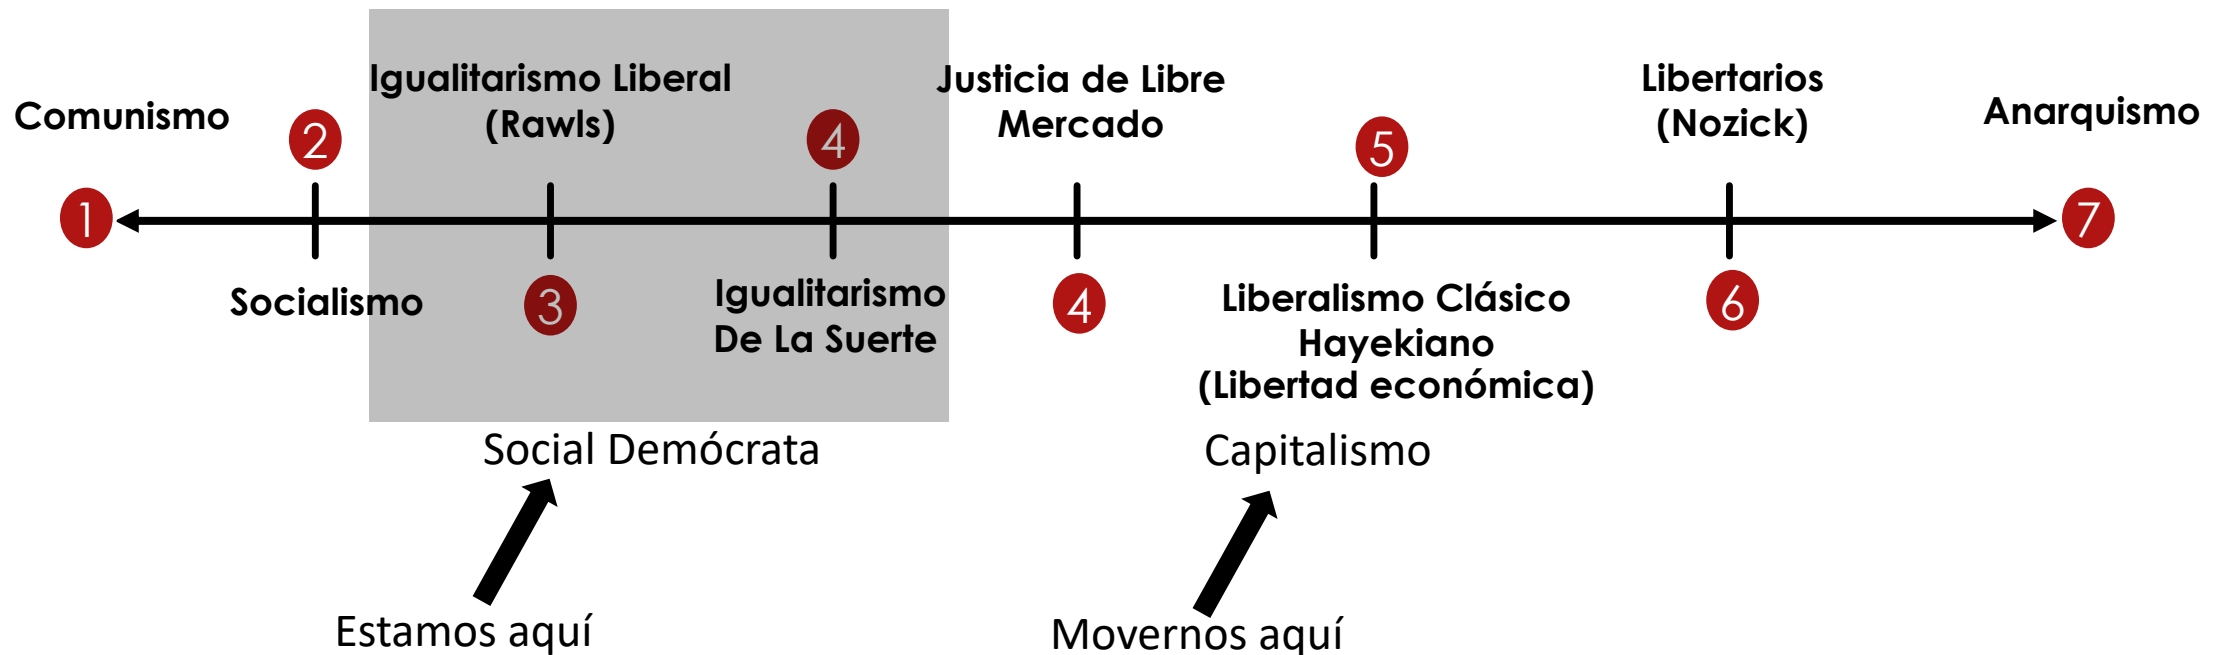 Comunismo
1
2
Socialismo
Igualitarismo Liberal
(Rawls)
3
4
Igualitarismo
De La Suerte
Justicia de Libre
Mercado
4
5
Liberalismo Clásico
Hayekiano
(Libertad económica)
Libertarios
(Nozick)
6
Anarquismo
7
Social Demócrata
Capitalismo
Estamos aquí
Movernos aquí